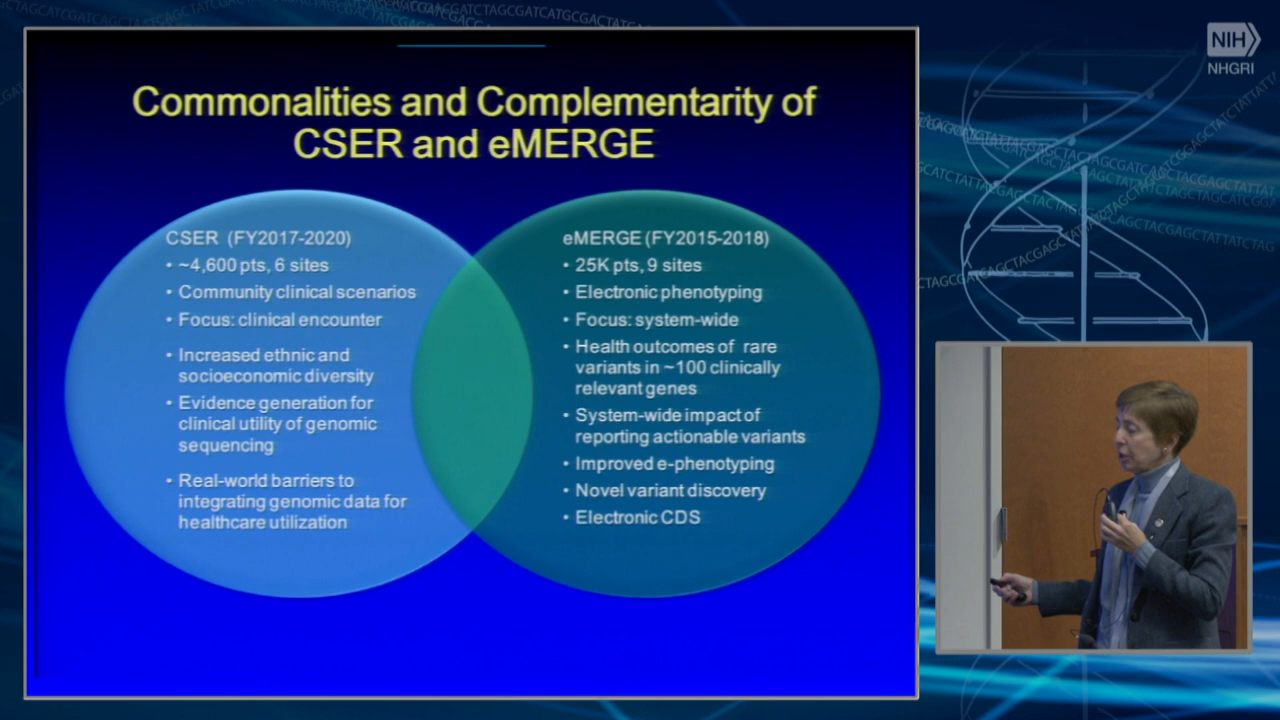 NIH
NHGRI
Commonalities and Complementarity of
CSER and eMERGE
CSER (FY2017-2020)
• ~4,600 pts, 6 sites
• Community clinical scenarios
• Focus: clinical encounter
• Increased ethnic and
socioeconomic diversity
• Evidence generation for
clinical utility of genomic
sequencing
• Real-world barriers to
integrating genomic data for
healthcare utilization
eMERGE (FY2015-2018)
• 25K pts, 9 sites
• Electronic phenotyping
• Focus: system-wide
• Health outcomes of rare
variants in ~100 clinically
relevant genes
• System-wide impact of
reporting actionable variants
• Improved e-phenotyping
• Novel variant discovery
• Electronic CDS